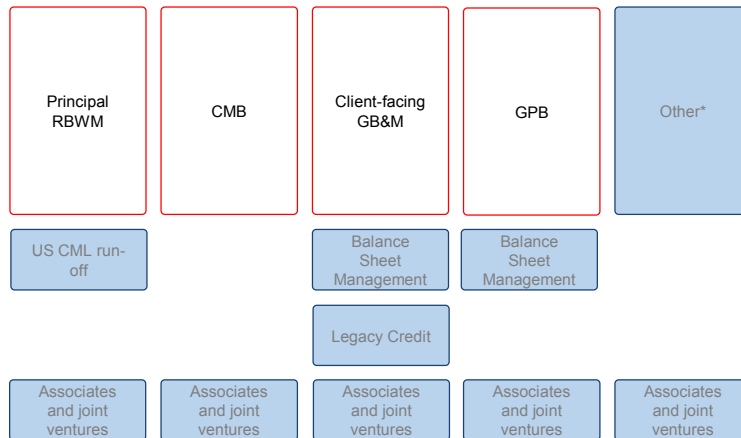 Principal
RBWM
CMB
Client-facing
GB&M
GPB
Other*
US CML run-
off
Balance
Sheet
Management
Balance
Sheet
Management
Legacy Credit
Associates
and joint
ventures
Associates
and joint
ventures
Associates
and joint
ventures
Associates
and joint
ventures
Associates
and joint
ventures